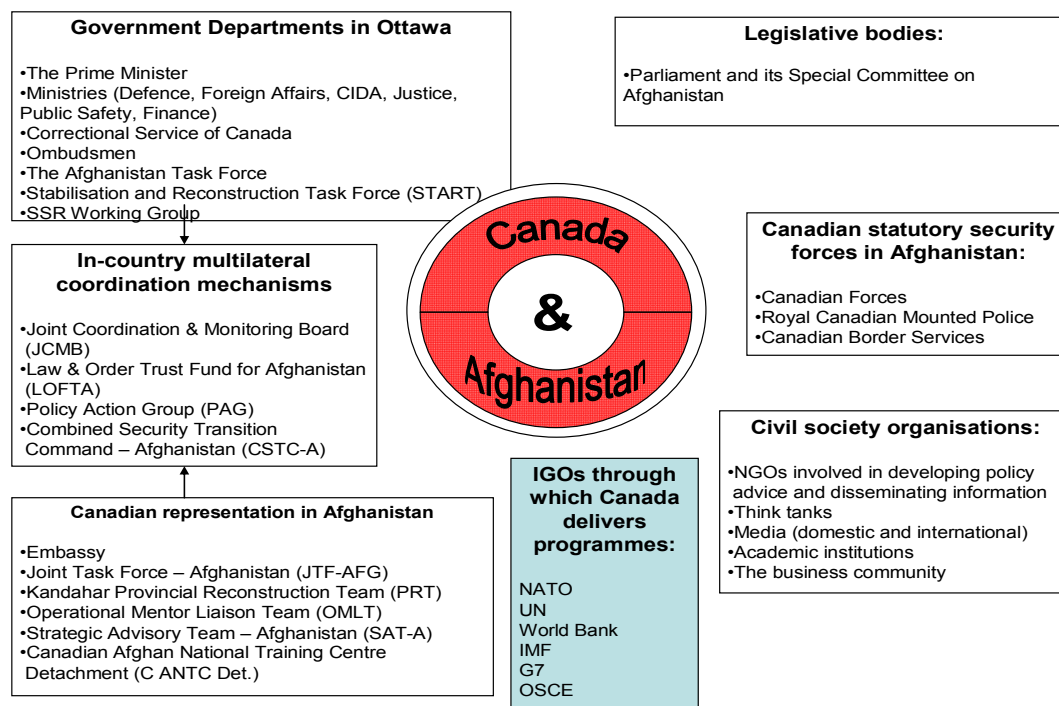 Government Departments in Ottawa
•The Prime Minister
•Ministries (Defence, Foreign Affairs, CIDA, Justice,
Public Safety, Finance)
•Correctional Service of Canada
•Ombudsmen
•The Afghanistan Task Force
•Stabilisation and Reconstruction Task Force (START)
•SSR Working Group
In-country multilateral
coordination mechanisms
•Joint Coordination & Monitoring Board
(JCMB)
•Law & Order Trust Fund for Afghanistan
(LOFTA)
•Policy Action Group (PAG)
•Combined Security Transition
Command – Afghanistan (CSTC-A)
Canadian representation in Afghanistan
•Embassy
•Joint Task Force – Afghanistan (JTF-AFG)
•Kandahar Provincial Reconstruction Team (PRT)
•Operational Mentor Liaison Team (OMLT)
•Strategic Advisory Team – Afghanistan (SAT-A)
•Canadian Afghan National Training Centre
Detachment (C ANTC Det.)
Canada
&
Afghanistan
IGOs through
which Canada
delivers
programmes:
NATO
UN
World Bank
IMF
G7
OSCE
Legislative bodies:
•Parliament and its Special Committee on
Afghanistan
Canadian statutory security
forces in Afghanistan:
•Canadian Forces
•Royal Canadian Mounted Police
•Canadian Border Services
Civil society organisations:
•NGOs involved in developing policy
advice and disseminating information
•Think tanks
•Media (domestic and international)
•Academic institutions
•The business community